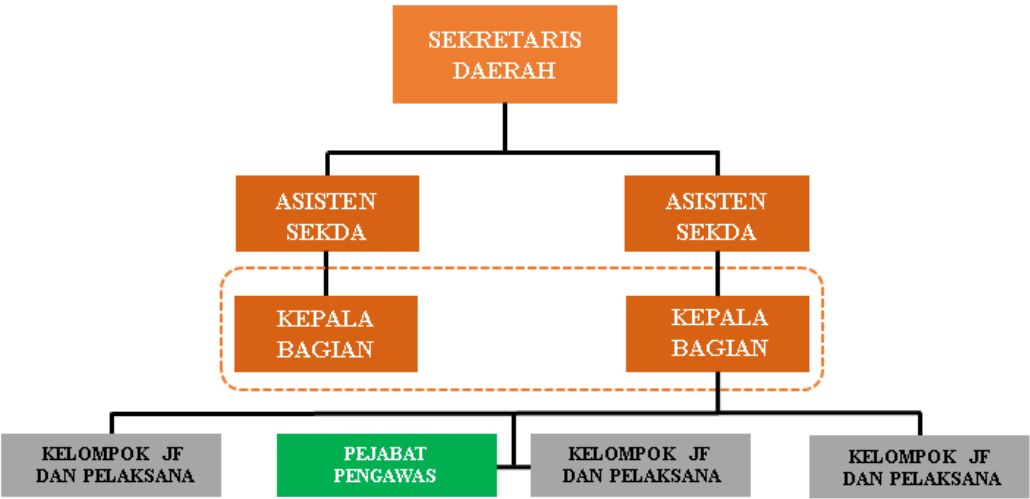 SEKRETARIS
DAERAH
ASISTEN
SEKDA
ASISTEN
SEKDA
KEPALA
BAGIAN
KEPALA
BAGIAN
KELOMPOK JF
DAN PELAKSANA
PEJABAT
PENGAWAS
KELOMPOK JF
DAN PELAKSANA
KELOMPOK JF
DAN PELAKSANA